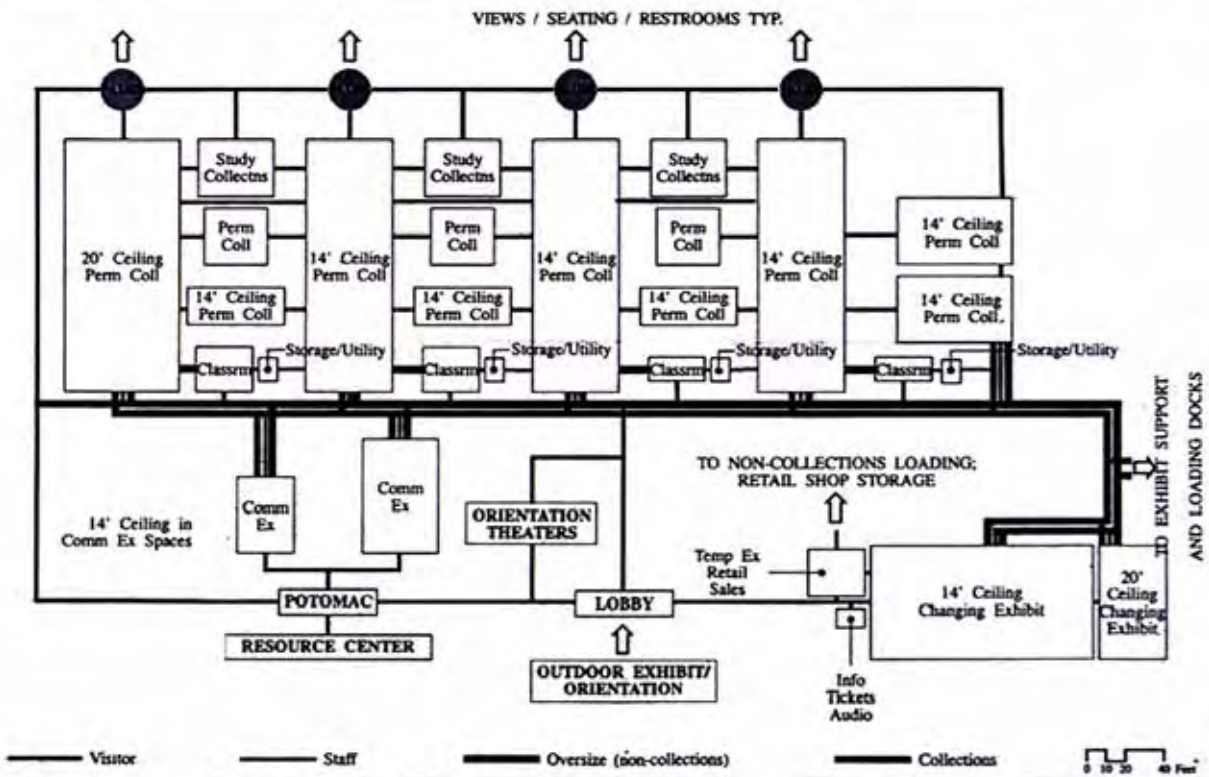 VIEWS / SEATING / RESTROOMS TYP.
Study
Collectns
Study
Collectns
Study
Collectns
20' Ceiling
Perm Coll
Perm
Coll
14' Ceiling
Perm Coll
Perm
Coll
14' Ceiling
Perm Coll
Perm
Coll
14' Ceiling
Perm Coll
14' Ceiling
Perm Coll
14' Ceiling
Perm Coll
14' Ceiling
Perm Coll
14' Ceiling
Perm Coll
14' Ceiling
Perm Coll.
Classrm
Storage/Utility
Classrm
Storage/Utility
Classrm
Storage/Utility
Classrm
Storage/Utility
14' Ceiling in
Comm Ex Spaces
Comm
Ex
Comm
Ex
ORIENTATION
THEATERS
TO NON-COLLECTIONS LOADING;
RETAIL SHOP STORAGE
TO EXHIBIT SUPPORT
AND LOADING DOCKS
Temp Ex
Retail
Sales
14' Ceiling
Changing Exhibit
20'
Ceiling
Changing
Exhibit
POTOMAC
LOBBY
RESOURCE CENTER
OUTDOOR EXHIBIT/
ORIENTATION
Info
Tickets
Audio
Visitor
Staff
Oversize (non-collections)
Collections
0 10 20 40 Feet